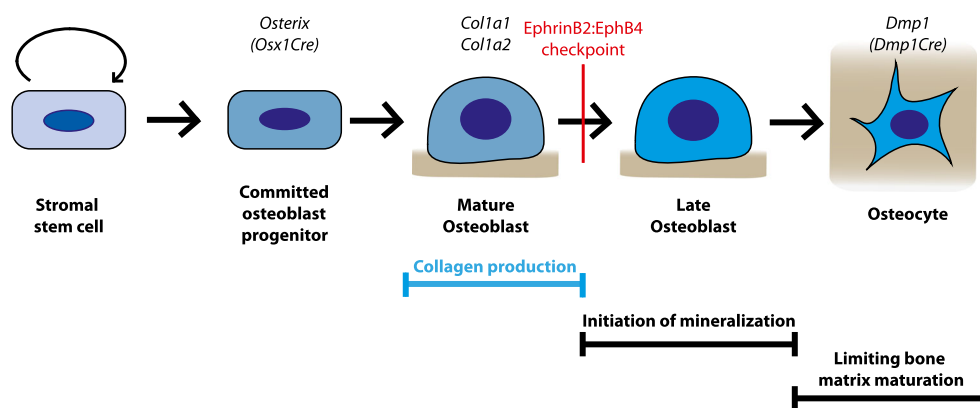 Osterix
(Osx1Cre)
Col1a1
Col1a2
EphrinB2:EphB4
checkpoint
Dmp1
(Dmp1Cre)
Stromal
stem cell
Committed
osteoblast
progenitor
Mature
Osteoblast
Late
Osteoblast
Osteocyte
Collagen production
Initiation of mineralization
Limiting bone
matrix maturation